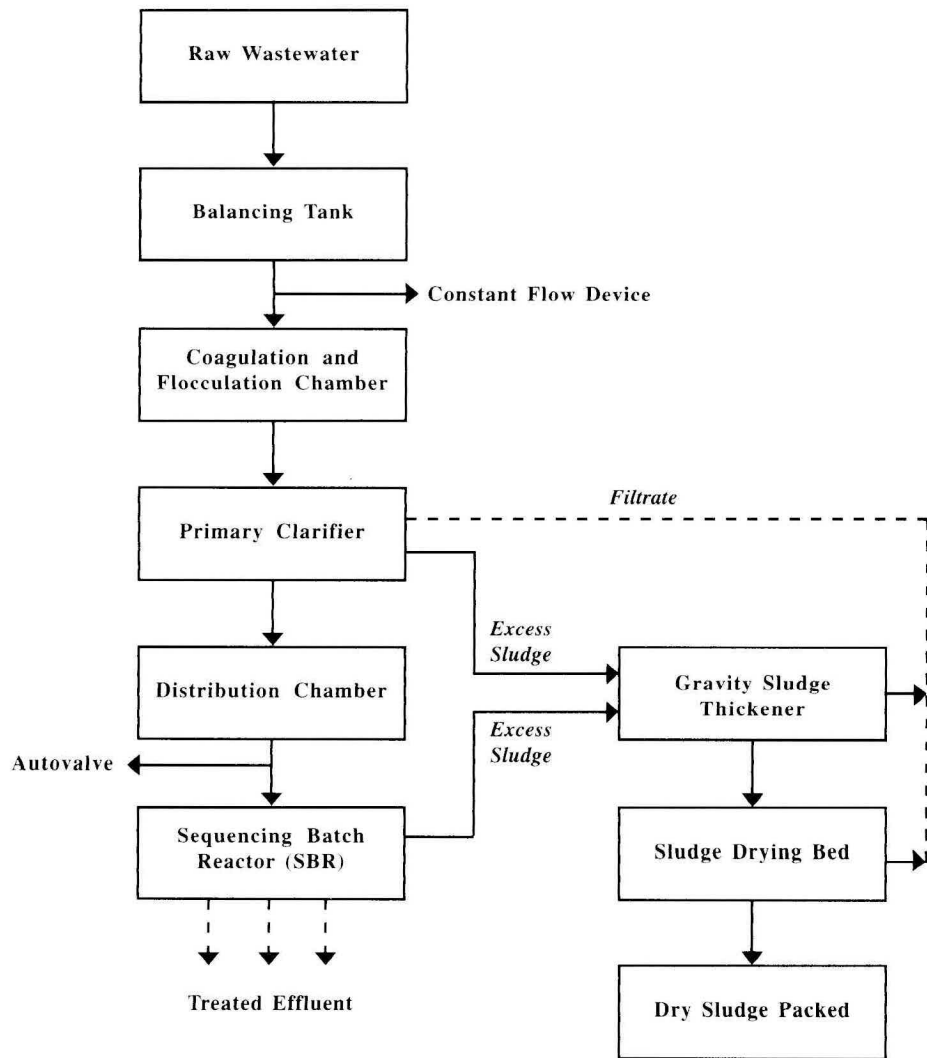 Raw Wastewater
Balancing Tank
Constant Flow Device
Coagulation and
Flocculation Chamber
Filtrate
Primary Clarifier
Excess
Sludge
Distribution Chamber
Gravity Sludge
Thickener
Excess
Sludge
Autovalve
Sequencing Batch
Reactor (SBR)
Sludge Drying Bed
Treated Effluent
Dry Sludge Packed